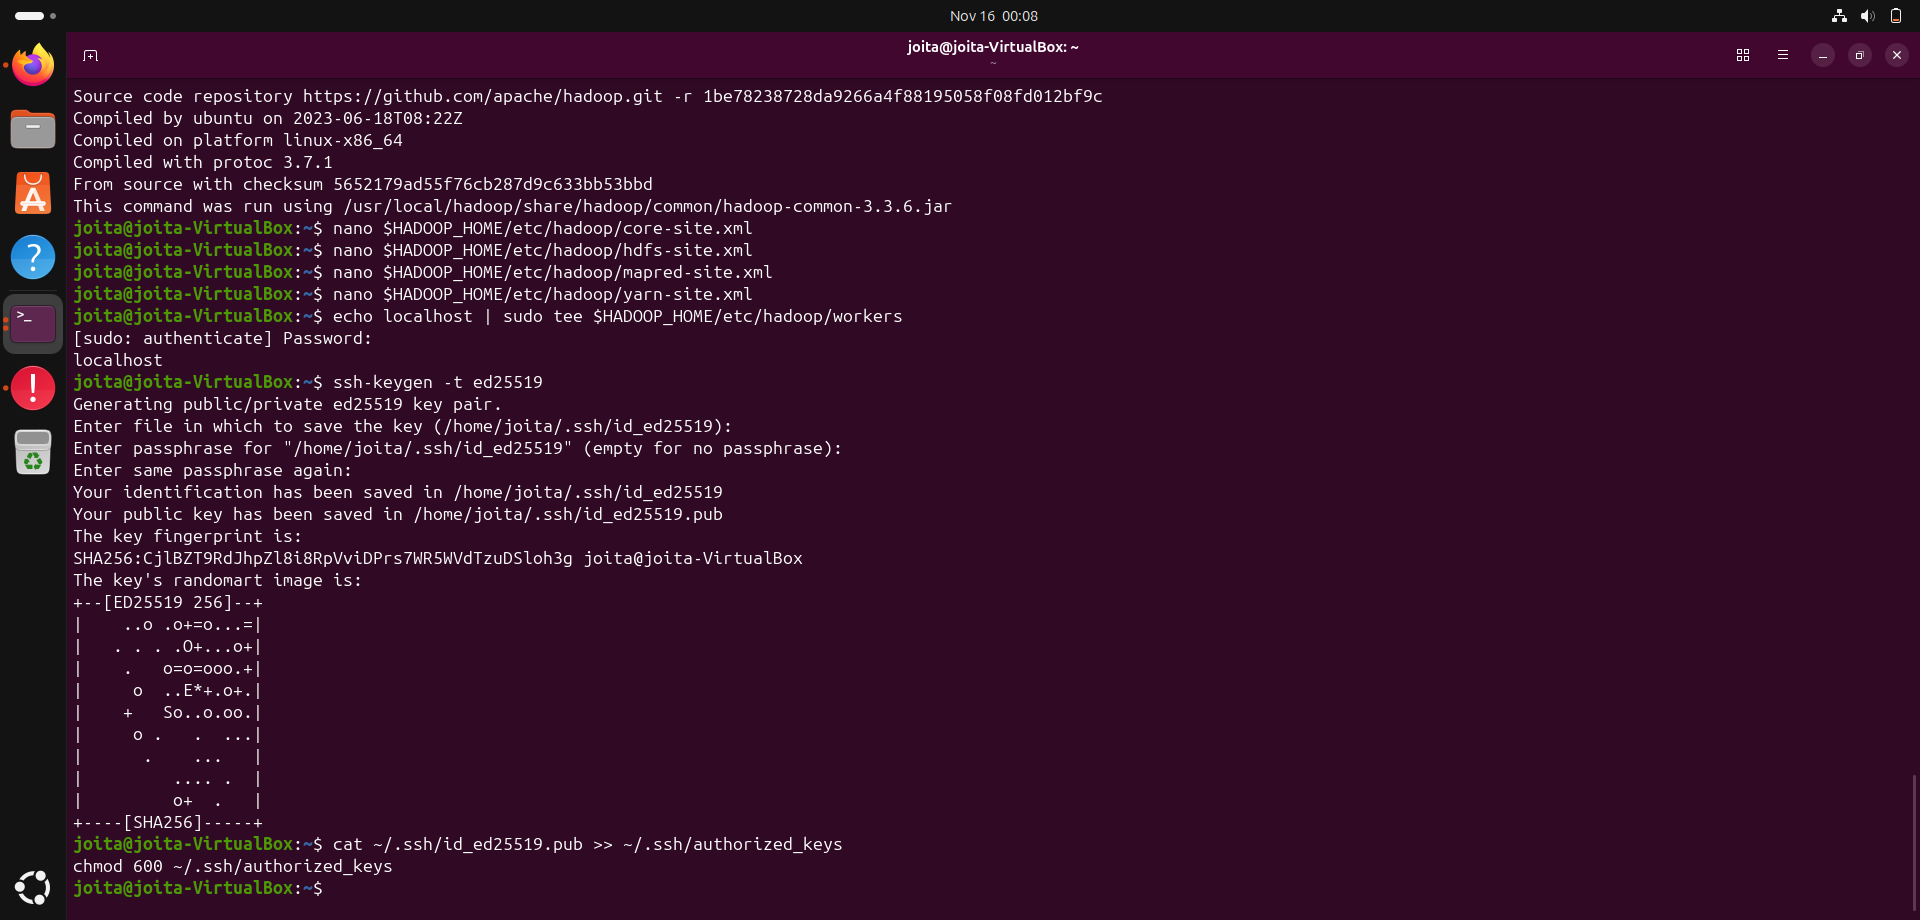 Nov 16 00:08
joita@joita-VirtualBox: ~
~
Source code repository https://github.com/apache/hadoop.git -r 1be78238728da9266a4f88195058f08fd012bf9c
Compiled by ubuntu on 2023-06-18T08:22Z
Compiled on platform linux-x86_64
Compiled with protoc 3.7.1
From source with checksum 5652179ad55f76cb287d9c633bb53bbd
This command was run using /usr/local/hadoop/share/hadoop/common/hadoop-common-3.3.6.jar
joita@joita-VirtualBox:~$ nano $HADOOP_HOME/etc/hadoop/core-site.xml
joita@joita-VirtualBox:~$ nano $HADOOP_HOME/etc/hadoop/hdfs-site.xml
joita@joita-VirtualBox:~$ nano $HADOOP_HOME/etc/hadoop/mapred-site.xml
joita@joita-VirtualBox:~$ nano $HADOOP_HOME/etc/hadoop/yarn-site.xml
joita@joita-VirtualBox:~$ echo localhost | sudo tee $HADOOP_HOME/etc/hadoop/workers
[sudo: authenticate] Password:
localhost
joita@joita-VirtualBox:~$ ssh-keygen -t ed25519
Generating public/private ed25519 key pair.
Enter file in which to save the key (/home/joita/.ssh/id_ed25519):
Enter passphrase for "/home/joita/.ssh/id_ed25519" (empty for no passphrase):
Enter same passphrase again:
Your identification has been saved in /home/joita/.ssh/id_ed25519
Your public key has been saved in /home/joita/.ssh/id_ed25519.pub
The key fingerprint is:
SHA256:CjlBZT9RdJhpZl8i8RpVviDPrs7WR5WVdTzuDSloh3g joita@joita-VirtualBox
The key's randomart image is:
+--[ED25519 256]--+
|    ..o .o+=o...=|
|   . . . .O+...o+|
|    .   o=o=ooo.+|
|     o  ..E*+.o+.|
|    +   So..o.oo.|
|     o .   .  ...|
|      .    ...   |
|         .... .  |
|         o+  .   |
+----[SHA256]-----+
joita@joita-VirtualBox:~$ cat ~/.ssh/id_ed25519.pub >> ~/.ssh/authorized_keys
chmod 600 ~/.ssh/authorized_keys
joita@joita-VirtualBox:~$